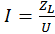 I = Z_L / U